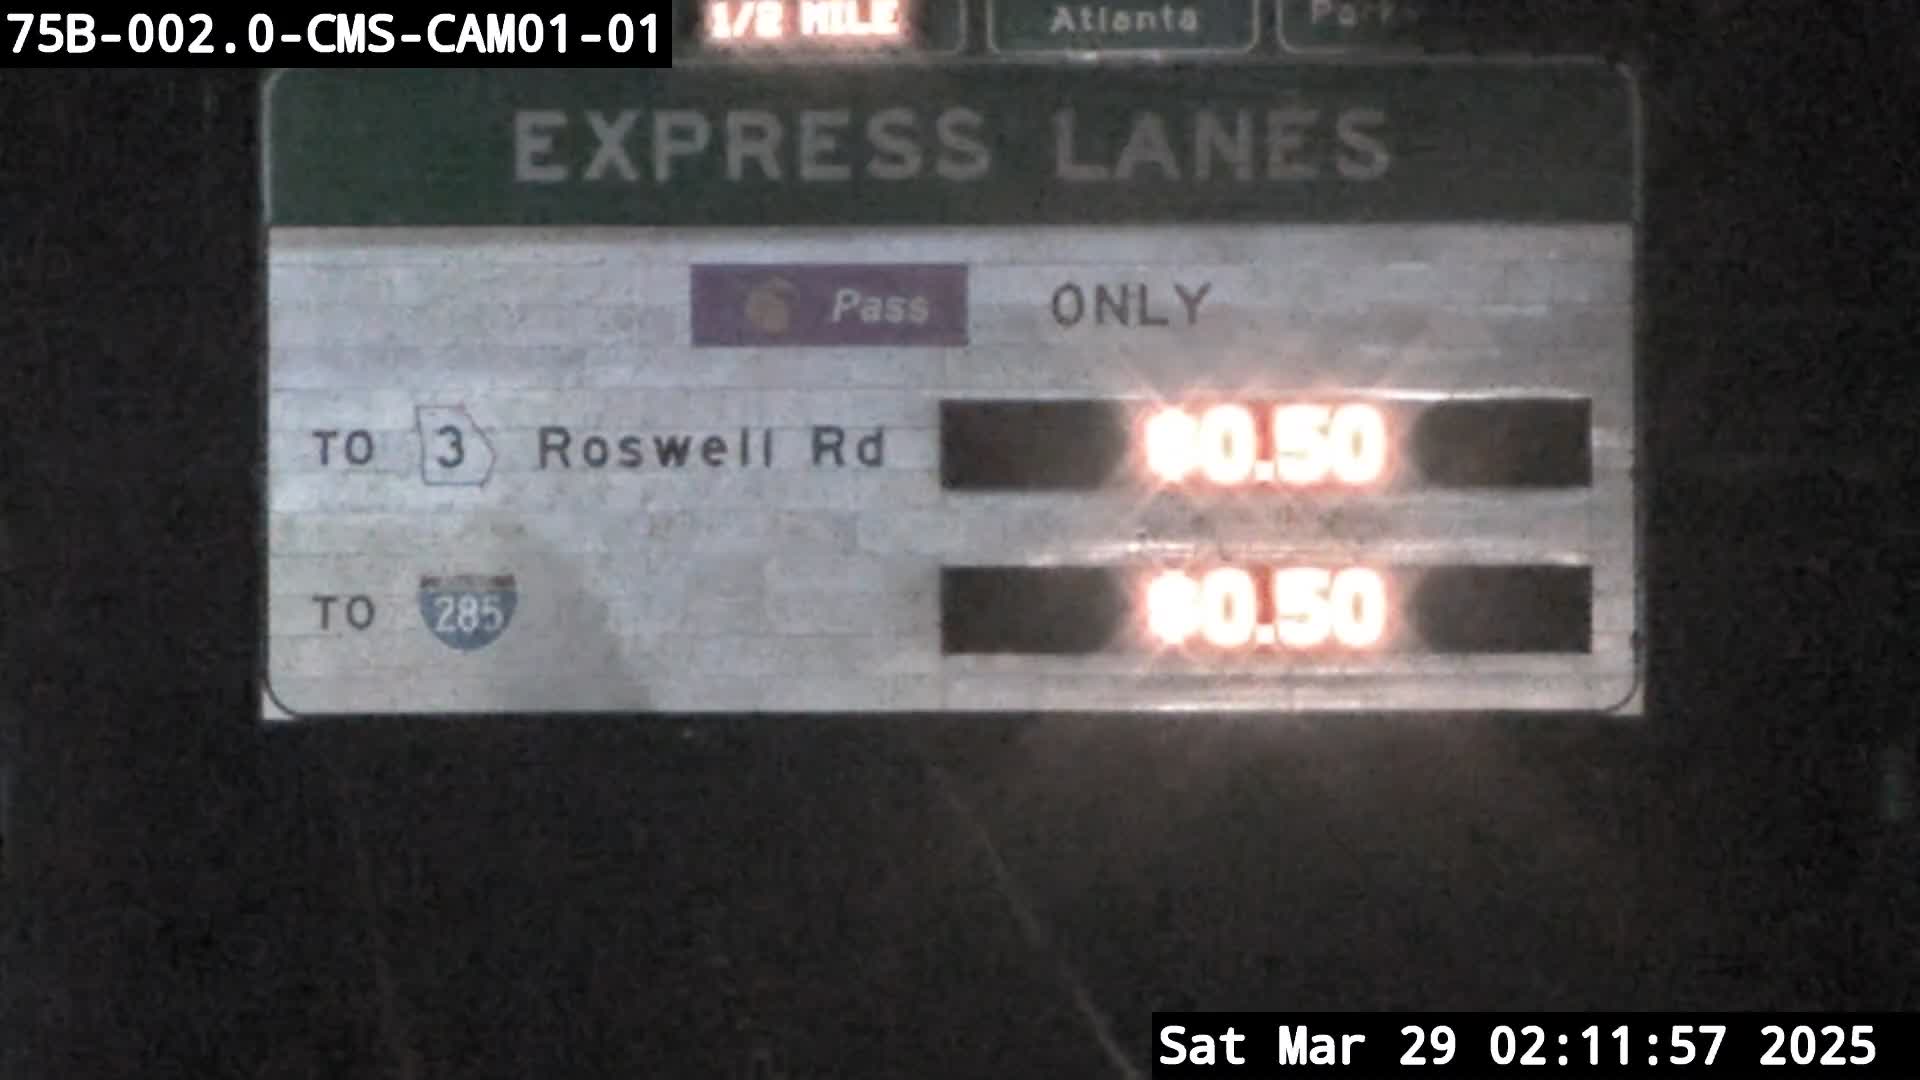 75B-002.0-CMS-CAM01-01
1/2 MILE
Atlanta
EXPRESS LANES
Pass ONLY
TO 3 Roswell Rd $0.50
TO 285 $0.50
Sat Mar 29 02:11:57 2025